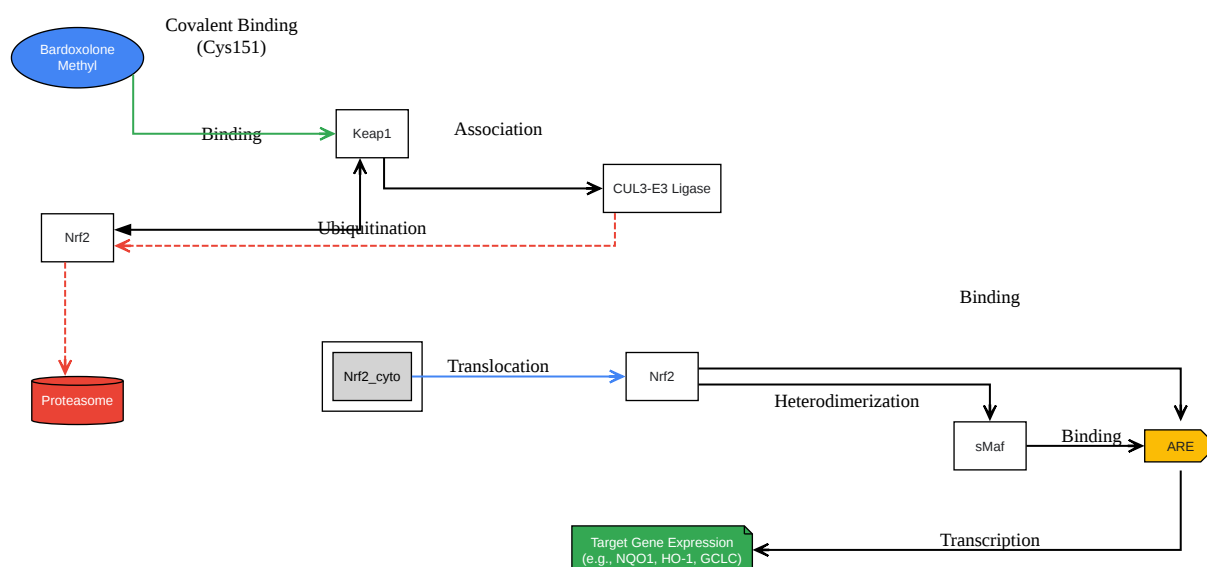 Covalent Binding
(Cys151)
Bardoxolone
Methyl
Binding
Keap1
Association
CUL3-E3 Ligase
Nrf2
Ubiquitination
Binding
Nrf2_cyto
Translocation
Nrf2
Proteasome
Heterodimerization
sMaf
Binding
ARE
Target Gene Expression
(e.g., NQO1, HO-1, GCLC)
Transcription